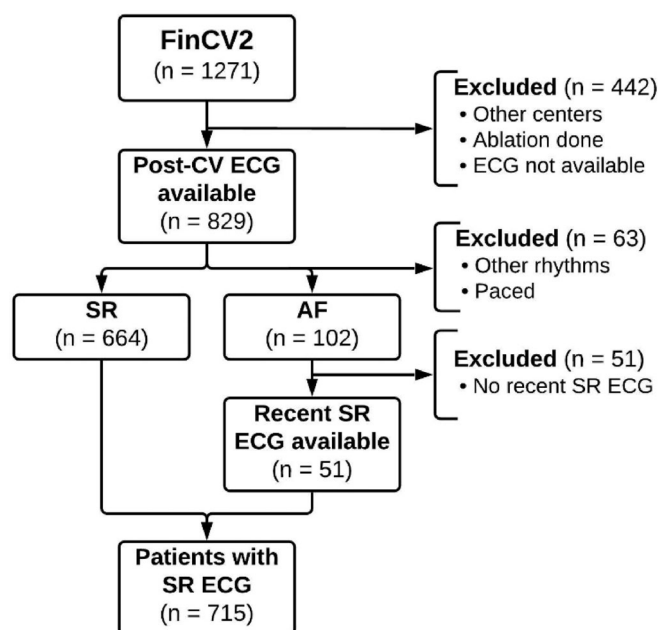 FinCV2
(n = 1271)
Excluded (n = 442)
• Other centers
• Ablation done
• ECG not available
Post-CV ECG
available
(n = 829)
Excluded (n = 63)
• Other rhythms
• Paced
SR
(n = 664)
AF
(n = 102)
Excluded (n = 51)
• No recent SR ECG
Recent SR
ECG available
(n = 51)
Patients with
SR ECG
(n = 715)